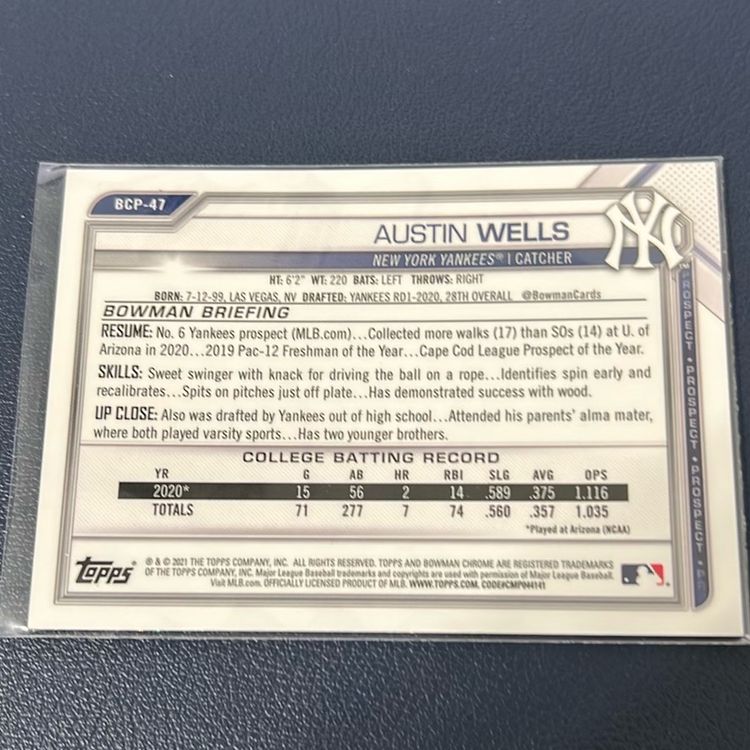 BCP-47
AUSTIN WELLS
NEW YORK YANKEES® | CATCHER
NY
TM
HT: 6'2" WT: 220 BATS: LEFT THROWS: RIGHT
BORN: 7-12-99, LAS VEGAS, NV DRAFTED: YANKEES RD1-2020, 28TH OVERALL @BowmanCards
BOWMAN BRIEFING
RESUME: No. 6 Yankees prospect (MLB.com)...Collected more walks (17) than SOs (14) at U. of
Arizona in 2020...2019 Pac-12 Freshman of the Year...Cape Cod League Prospect of the Year.
SKILLS: Sweet swinger with knack for driving the ball on a rope...Identifies spin early and
recalibrates...Spits on pitches just off plate...Has demonstrated success with wood.
UP CLOSE: Also was drafted by Yankees out of high school...Attended his parents' alma mater,
where both played varsity sports...Has two younger brothers.
COLLEGE BATTING RECORD
YR G AB HR RBI SLG AVG OPS
2020* 15 56 2 14 .589 .375 1.116
TOTALS 71 277 7 74 .560 .357 1.035
*Played at Arizona (NCAA)
PROSPECT • PROSPECT • PROSPECT • P
topps®
® & © 2021 THE TOPPS COMPANY, INC. ALL RIGHTS RESERVED. TOPPS AND BOWMAN CHROME ARE REGISTERED TRADEMARKS
OF THE TOPPS COMPANY, INC. Major League Baseball trademarks and copyrights are used with permission of Major League Baseball.
Visit MLB.com. OFFICIALLY LICENSED PRODUCT OF MLB. WWW.TOPPS.COM. CODE#CMP044141